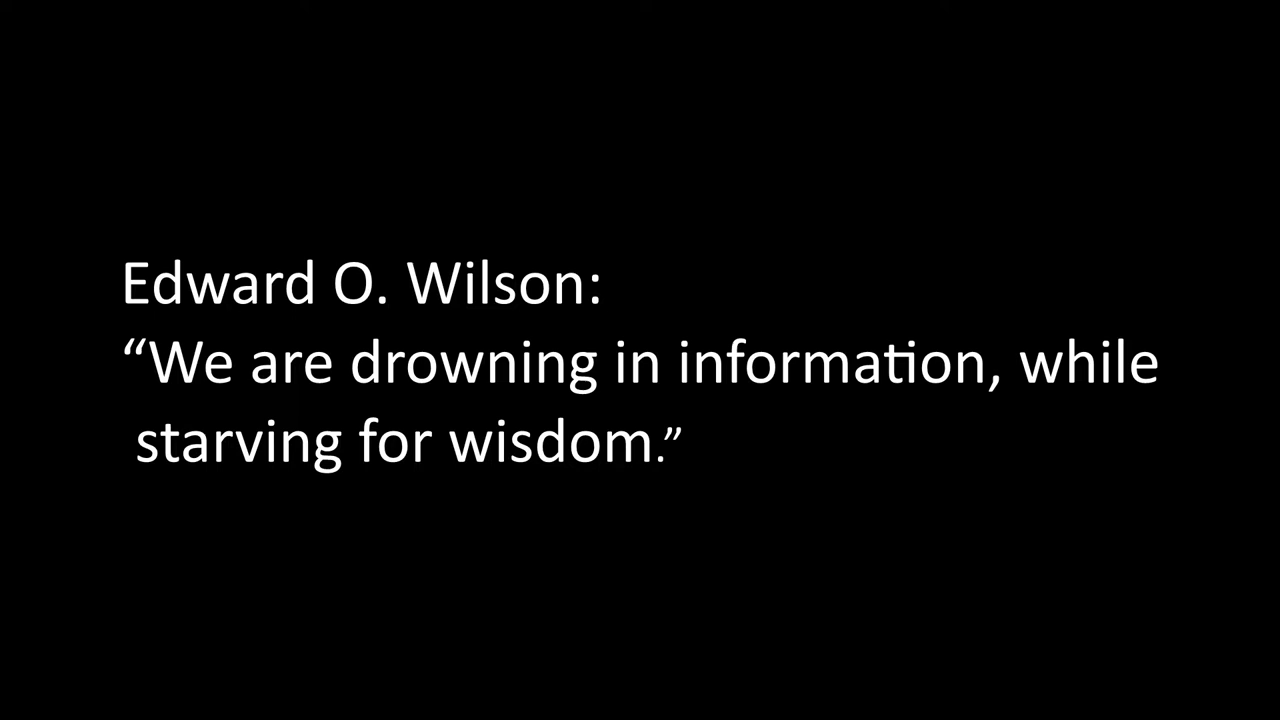 Edward O. Wilson:
“We are drowning in information, while
starving for wisdom.”